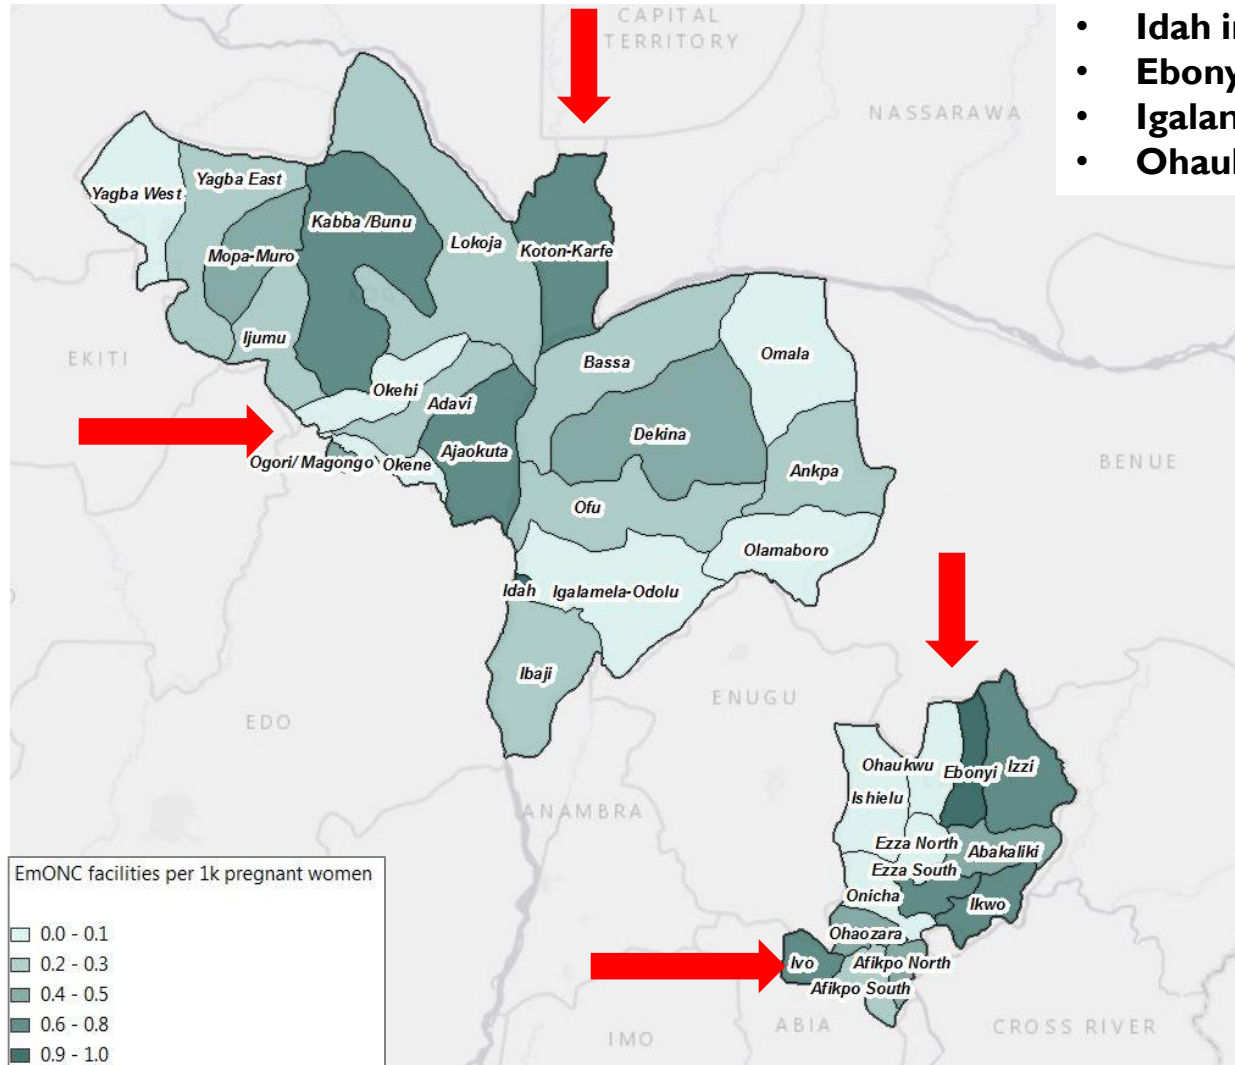 CAPITAL
TERRITORY
• Idah i
• Ebony
• Igalan
• Ohauk
NASSARAWA
Yagba West
Yagba East
Kabba /Bunu
Mopa-Muro
Lokoja
Koton-Karfe
Ijumu
EKITI
Bassa
Omala
Okehi
Adavi
Dekina
Ajaokuta
Ogori/ Magongo
Okene
BENUE
Ankpa
Ofu
Olamaboro
Idah
Igalamela-Odolu
Ibaji
ENUGU
EDO
Ohaukwu
Ebonyi
Izzi
Ishielu
ANAMBRA
Ezza North
Abakaliki
Ezza South
Onicha
Ikwo
Ohaozara
Ivo
Afikpo North
Afikpo South
ABIA
CROSS RIVER
IMO
EmONC facilities per 1k pregnant women
0.0 - 0.1
0.2 - 0.3
0.4 - 0.5
0.6 - 0.8
0.9 - 1.0